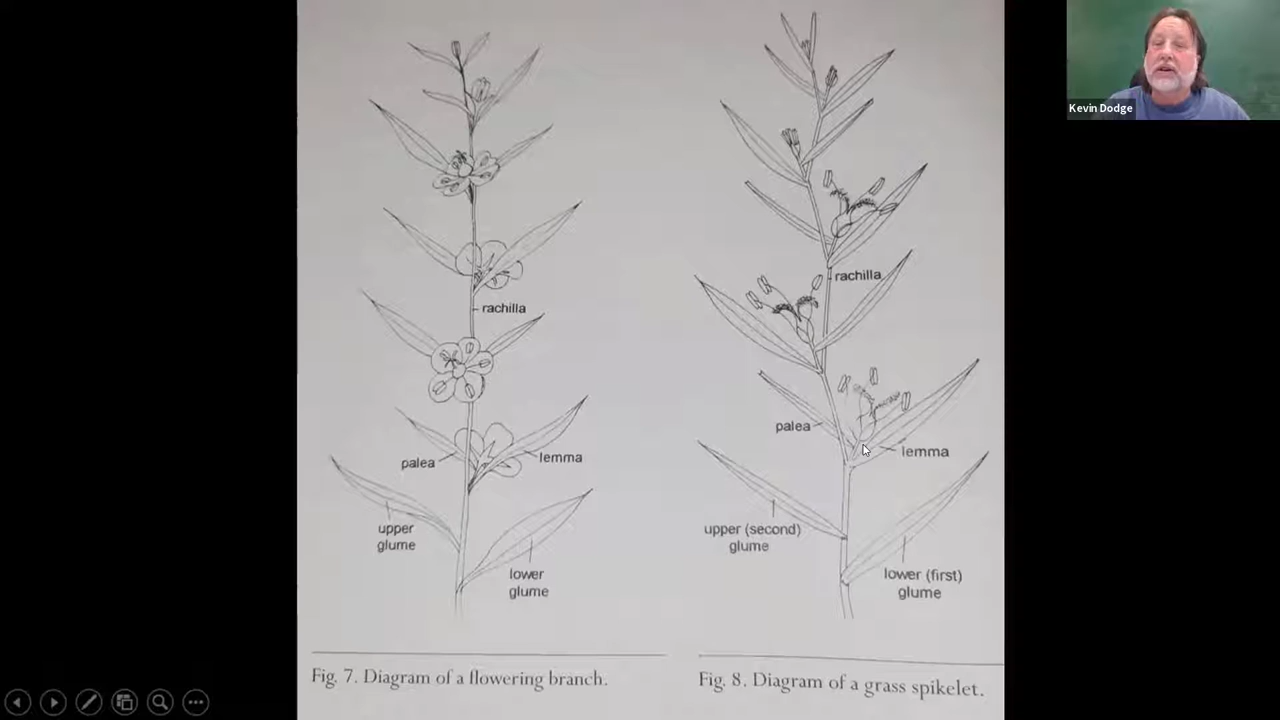 Kevin Dodge
rachilla
palea
lemma
upper
glume
lower
glume
Fig. 7. Diagram of a flowering branch.
rachilla
palea
lemma
upper (second)
glume
lower (first)
glume
Fig. 8. Diagram of a grass spikelet.